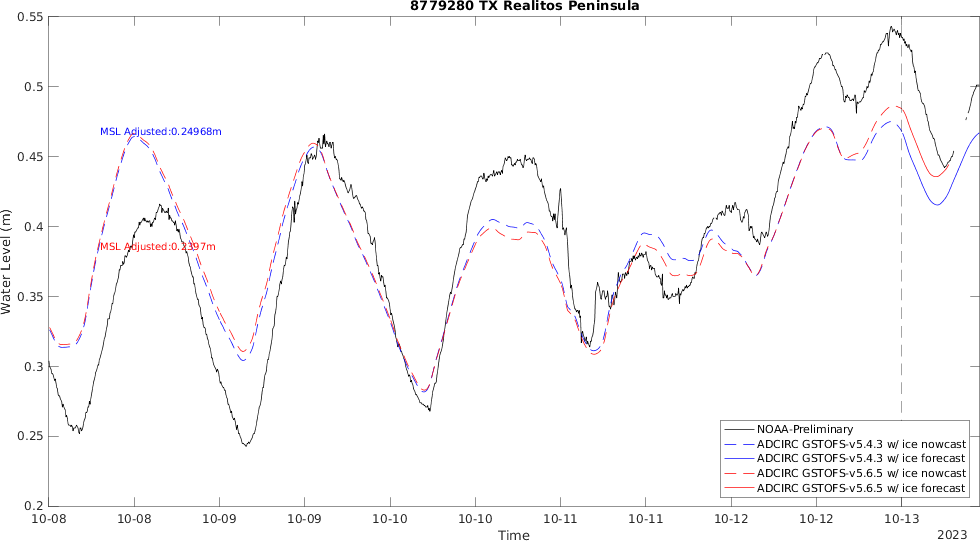 8779280 TX Realitos Peninsula
0.55
0.5
0.45
0.4
0.35
0.3
0.25
0.2
Water Level (m)
MSL Adjusted:0.24968m
MSL Adjusted:0.2397m
NOAA-Preliminary
ADCIRC GSTOFS-v5.4.3 w/ ice nowcast
ADCIRC GSTOFS-v5.4.3 w/ ice forecast
ADCIRC GSTOFS-v5.6.5 w/ ice nowcast
ADCIRC GSTOFS-v5.6.5 w/ ice forecast
10-08 10-08 10-09 10-09 10-10 10-10 10-11 10-11 10-12 10-12 10-13
Time
2023